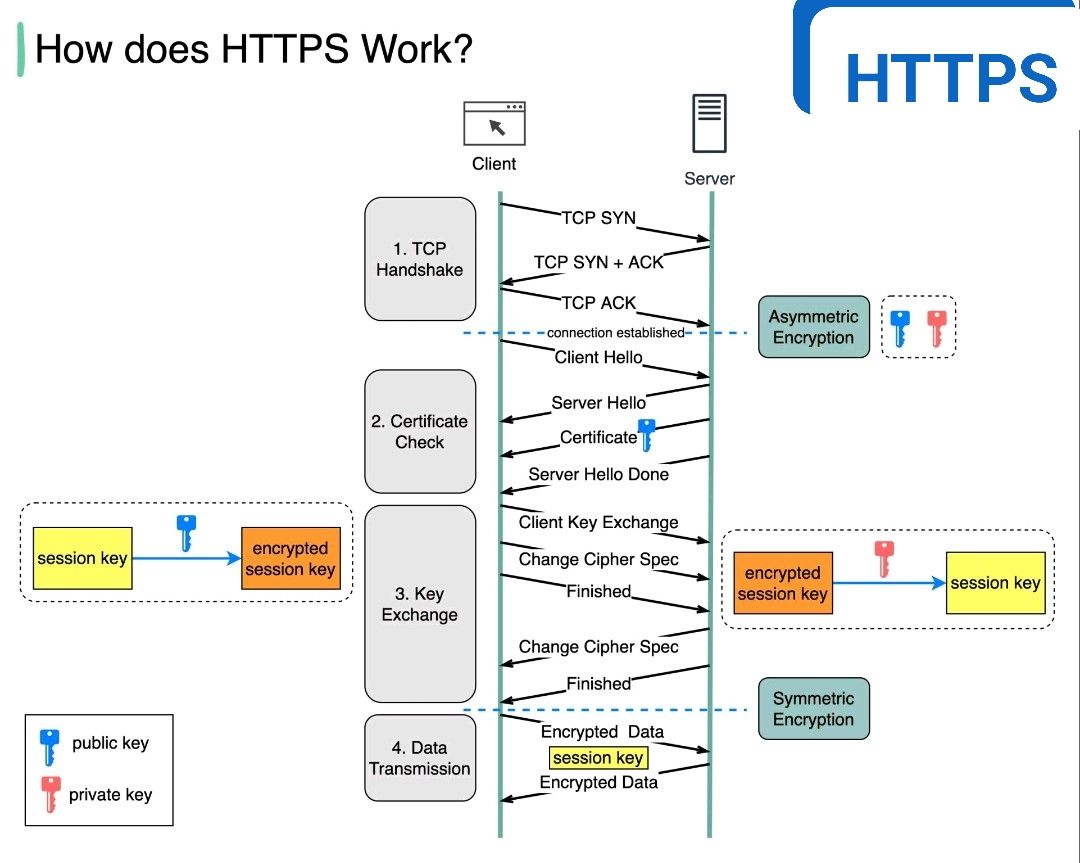 How does HTTPS Work?
HTTPS
Client
Server
1. TCP
Handshake
TCP SYN
TCP SYN + ACK
TCP ACK
connection established
Asymmetric
Encryption
Client Hello
2. Certificate
Check
Server Hello
Certificate
Server Hello Done
session key
encrypted
session key
3. Key
Exchange
Client Key Exchange
Change Cipher Spec
Finished
encrypted
session key
session key
Change Cipher Spec
Finished
Symmetric
Encryption
4. Data
Transmission
Encrypted Data
session key
Encrypted Data
public key
private key